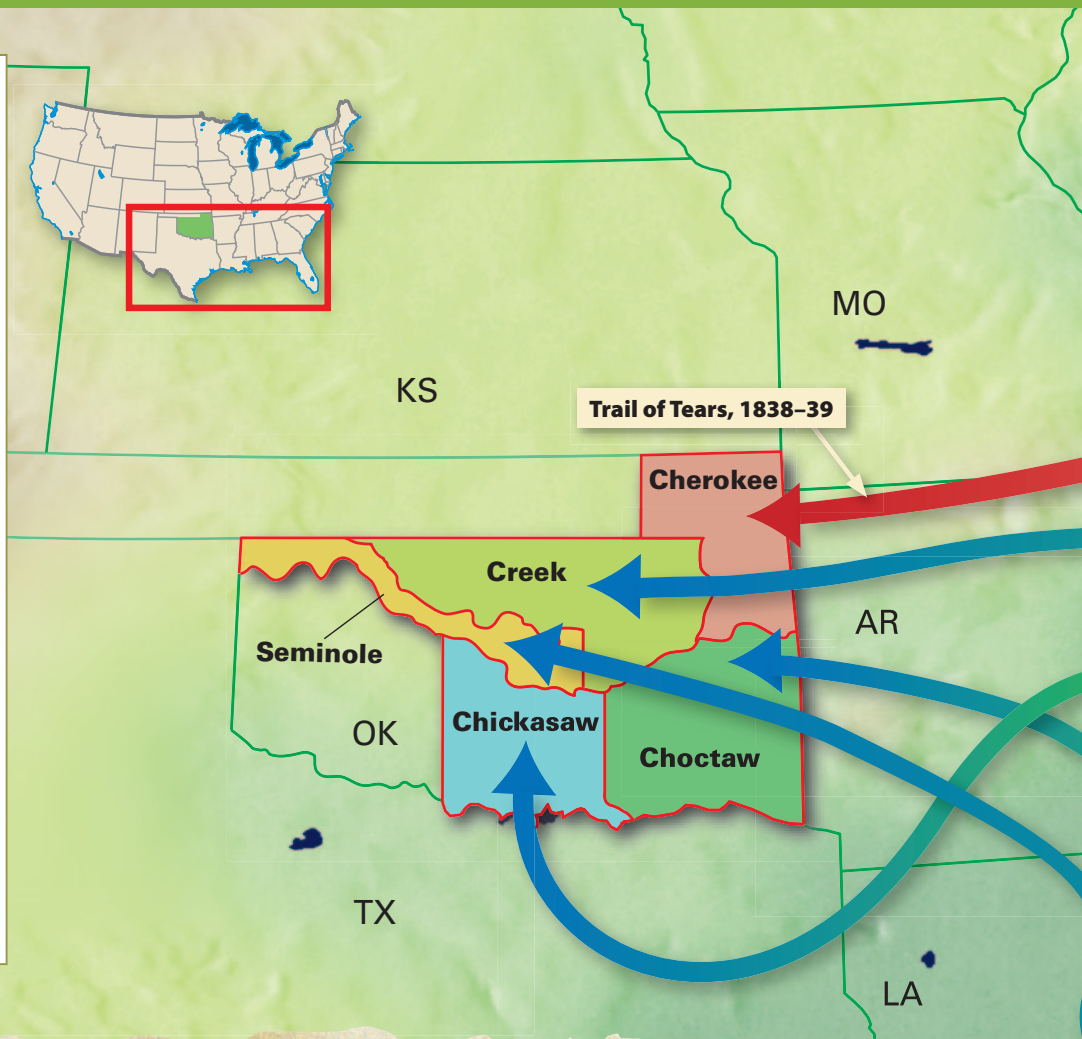 MO
KS
Trail of Tears, 1838–39
Cherokee
Creek
AR
Seminole
Chickasaw
OK
Choctaw
TX
LA